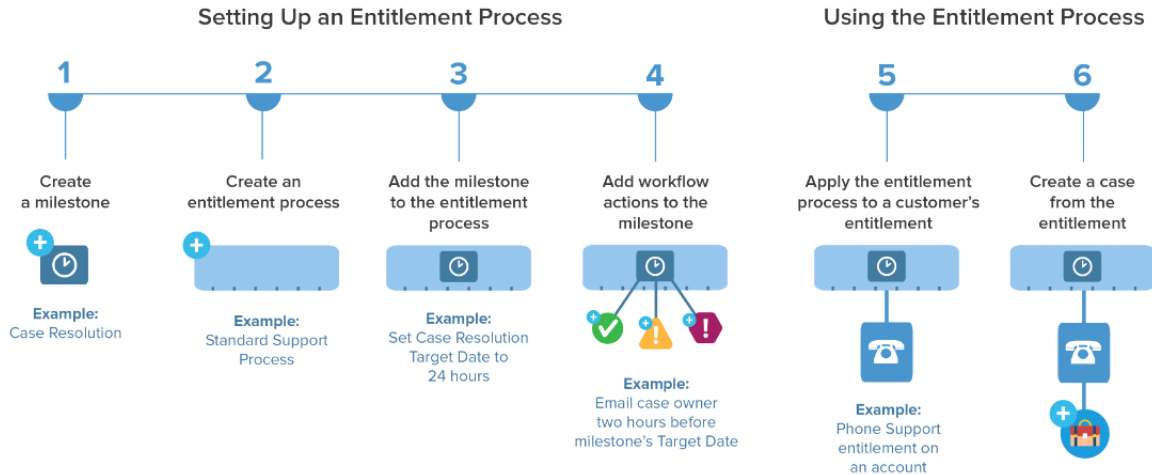 Setting Up an Entitlement Process
Using the Entitlement Process
1
2
3
4
5
6
Create
a milestone
Example:
Case Resolution
Create an
entitlement process
Example:
Standard Support
Process
Add the milestone
to the entitlement
process
Example:
Set Case Resolution
Target Date to
24 hours
Add workflow
actions to the
milestone
Example:
Email case owner
two hours before
milestone's Target Date
Apply the entitlement
process to a customer's
entitlement
Example:
Phone Support
entitlement on
an account
Create a case
from the
entitlement